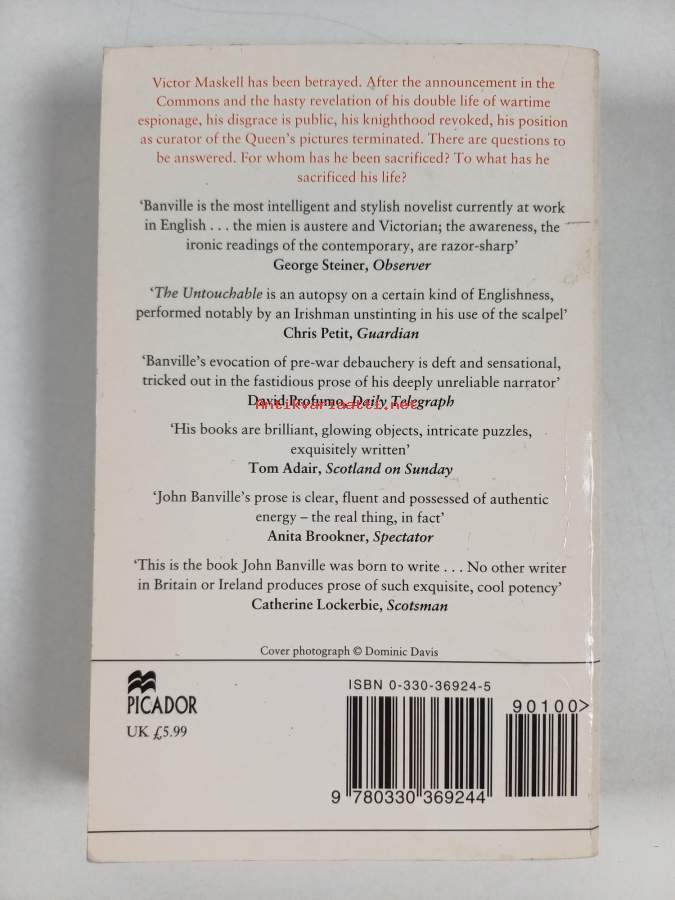 Victor Maskell has been betrayed. After the announcement in the
Commons and the hasty revelation of his double life of wartime
espionage, his disgrace is public, his knighthood revoked, his position
as curator of the Queen's pictures terminated. There are questions to
be answered. For whom has he been sacrificed? To what has he
sacrificed his life?
‘Banville is the most intelligent and stylish novelist currently at work
in English . . . the mien is austere and Victorian; the awareness, the
ironic readings of the contemporary, are razor-sharp’
George Steiner, Observer
‘The Untouchable is an autopsy on a certain kind of Englishness,
performed notably by an Irishman unstinting in his use of the scalpel’
Chris Petit, Guardian
‘Banville’s evocation of pre-war debauchery is deft and sensational,
tricked out in the fastidious prose of his deeply unreliable narrator’
David Profumo, Daily Telegraph
Antikvariaatti.net
‘His books are brilliant, glowing objects, intricate puzzles,
exquisitely written’
Tom Adair, Scotland on Sunday
‘John Banville’s prose is clear, fluent and possessed of authentic
energy – the real thing, in fact’
Anita Brookner, Spectator
‘This is the book John Banville was born to write . . . No other writer
in Britain or Ireland produces prose of such exquisite, cool potency’
Catherine Lockerbie, Scotsman
Cover photograph © Dominic Davis
PICADOR
UK £5.99
ISBN 0-330-36924-5
90100>
9 780330 369244